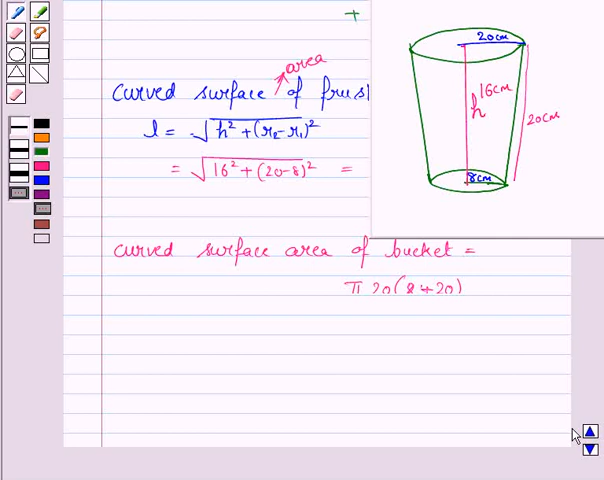 +
area
curved surface of frus
l = √h² + (r₂ - r₁)²
= √16² + (20-8)² =
curved surface area of bucket =
π 20(8+20)
20cm
16cm
h
20cm
8cm